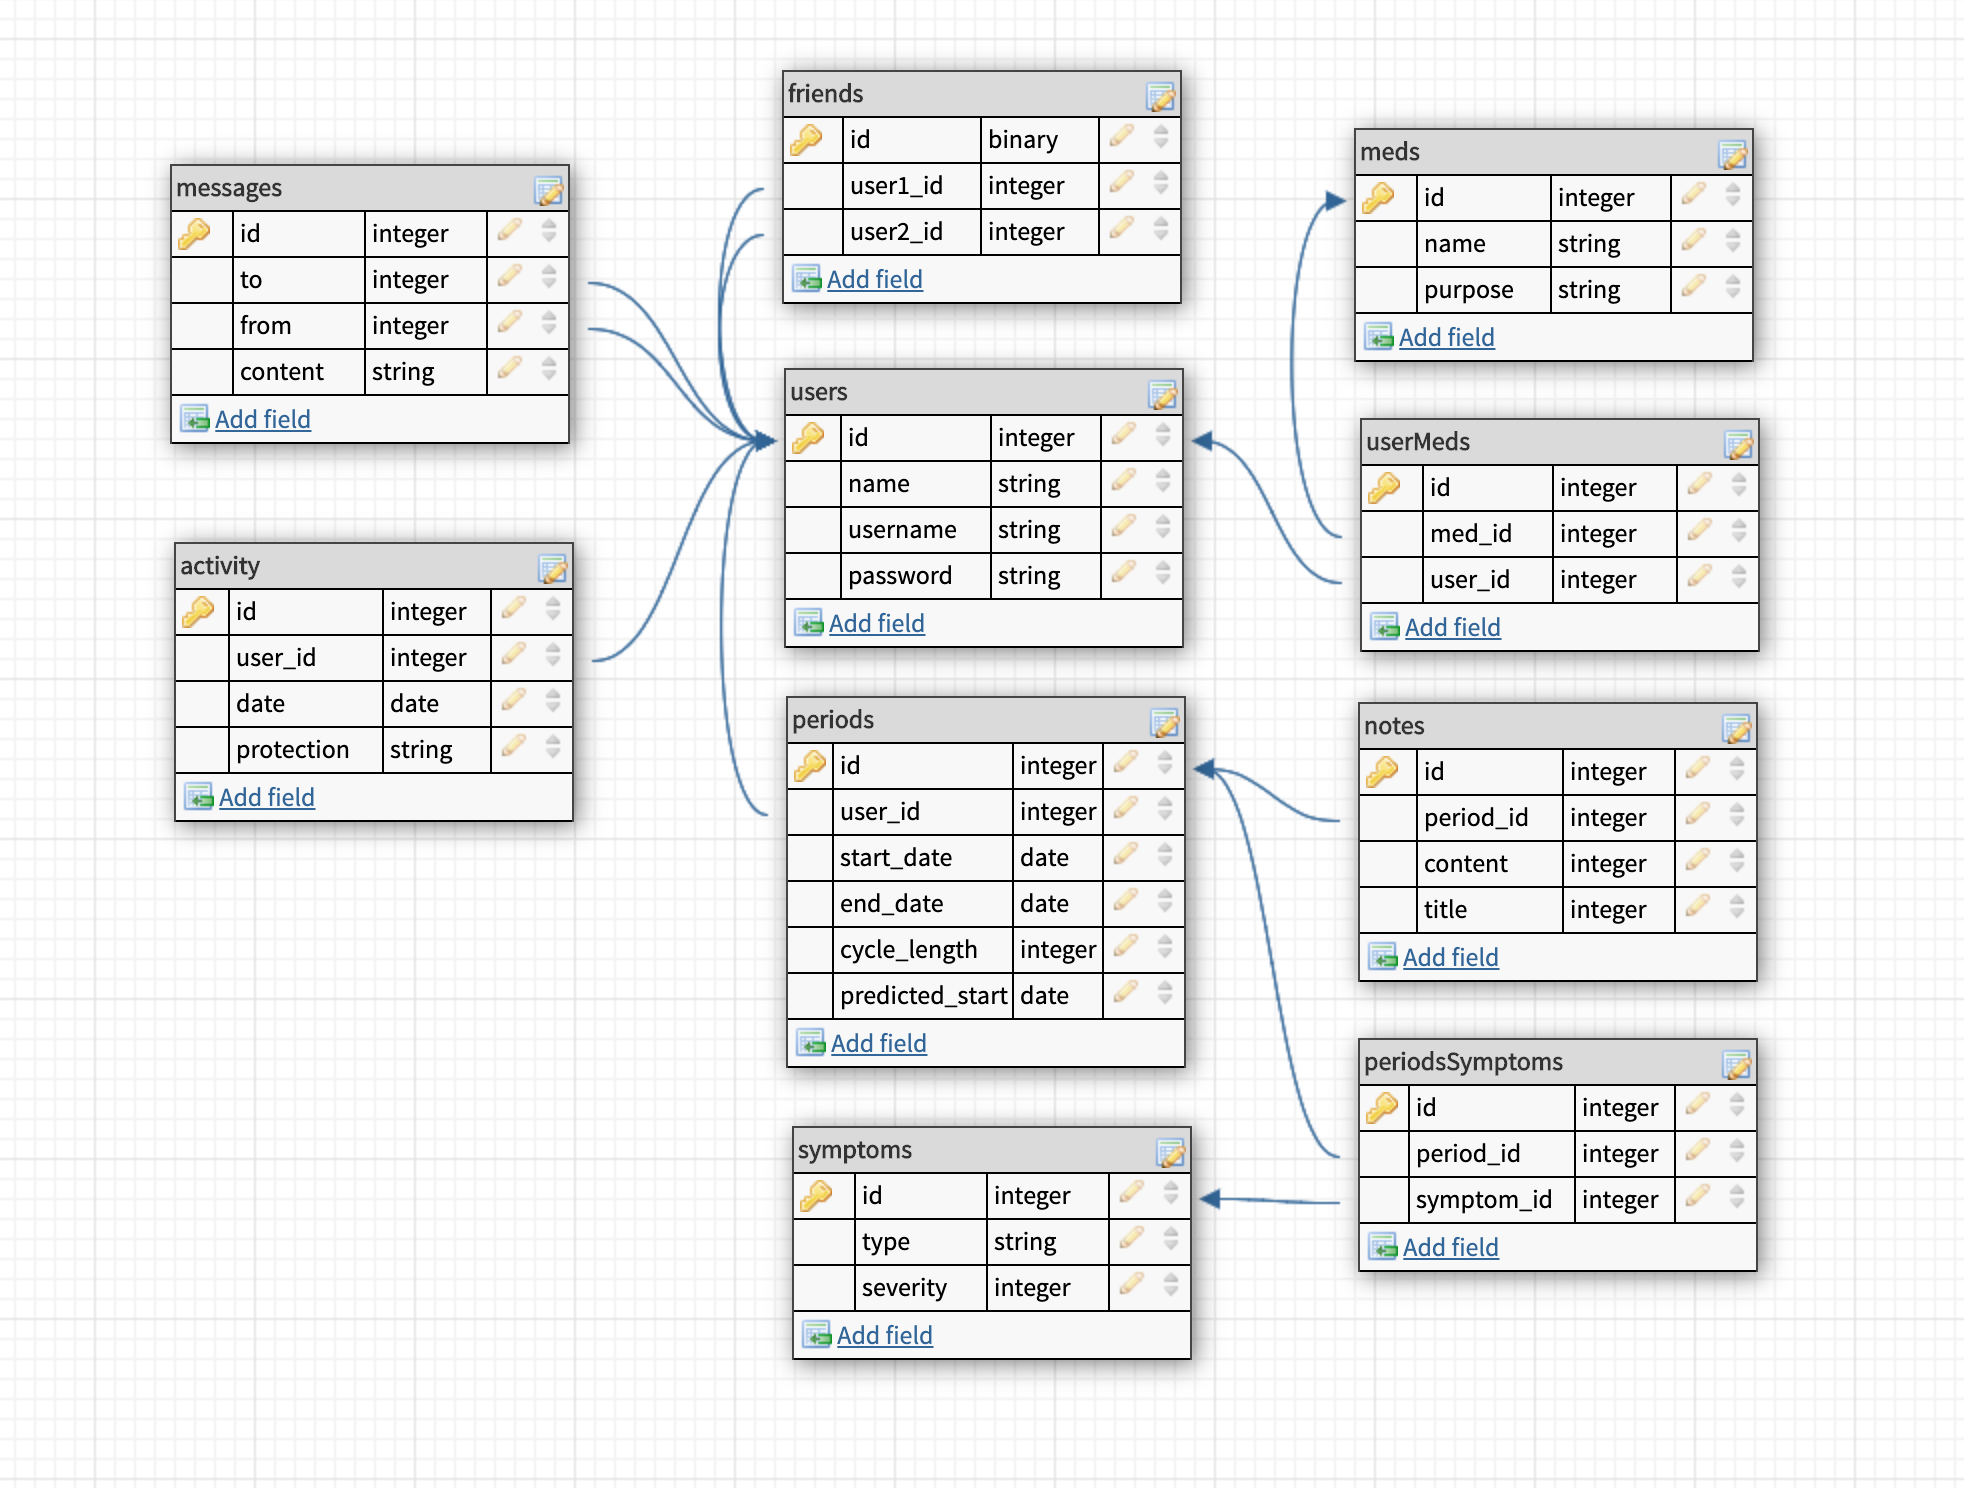 friends
id binary
user1_id integer
user2_id integer
Add field
messages
id integer
to integer
from integer
content string
Add field
meds
id integer
name string
purpose string
Add field
users
id integer
name string
username string
password string
Add field
userMeds
id integer
med_id integer
user_id integer
Add field
activity
id integer
user_id integer
date date
protection string
Add field
periods
id integer
user_id integer
start_date date
end_date date
cycle_length integer
predicted_start date
Add field
notes
id integer
period_id integer
content integer
title integer
Add field
periodsSymptoms
id integer
period_id integer
symptom_id integer
Add field
symptoms
id integer
type string
severity integer
Add field